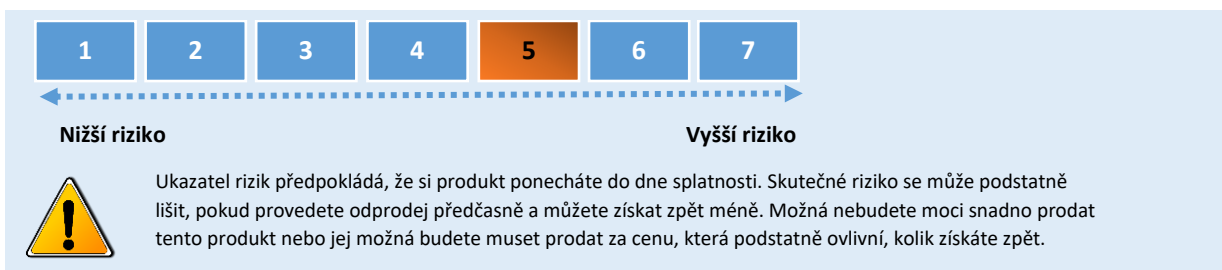 1 2 3 4 5 6 7
Nižší riziko Vyšší riziko
Ukazatel rizik předpokládá, že si produkt ponecháte do dne splatnosti. Skutečné riziko se může podstatně
lišit, pokud provedete odprodej předčasně a můžete získat zpět méně. Možná nebudete moci snadno prodat
tento produkt nebo jej možná budete muset prodat za cenu, která podstatně ovlivní, kolik získáte zpět.